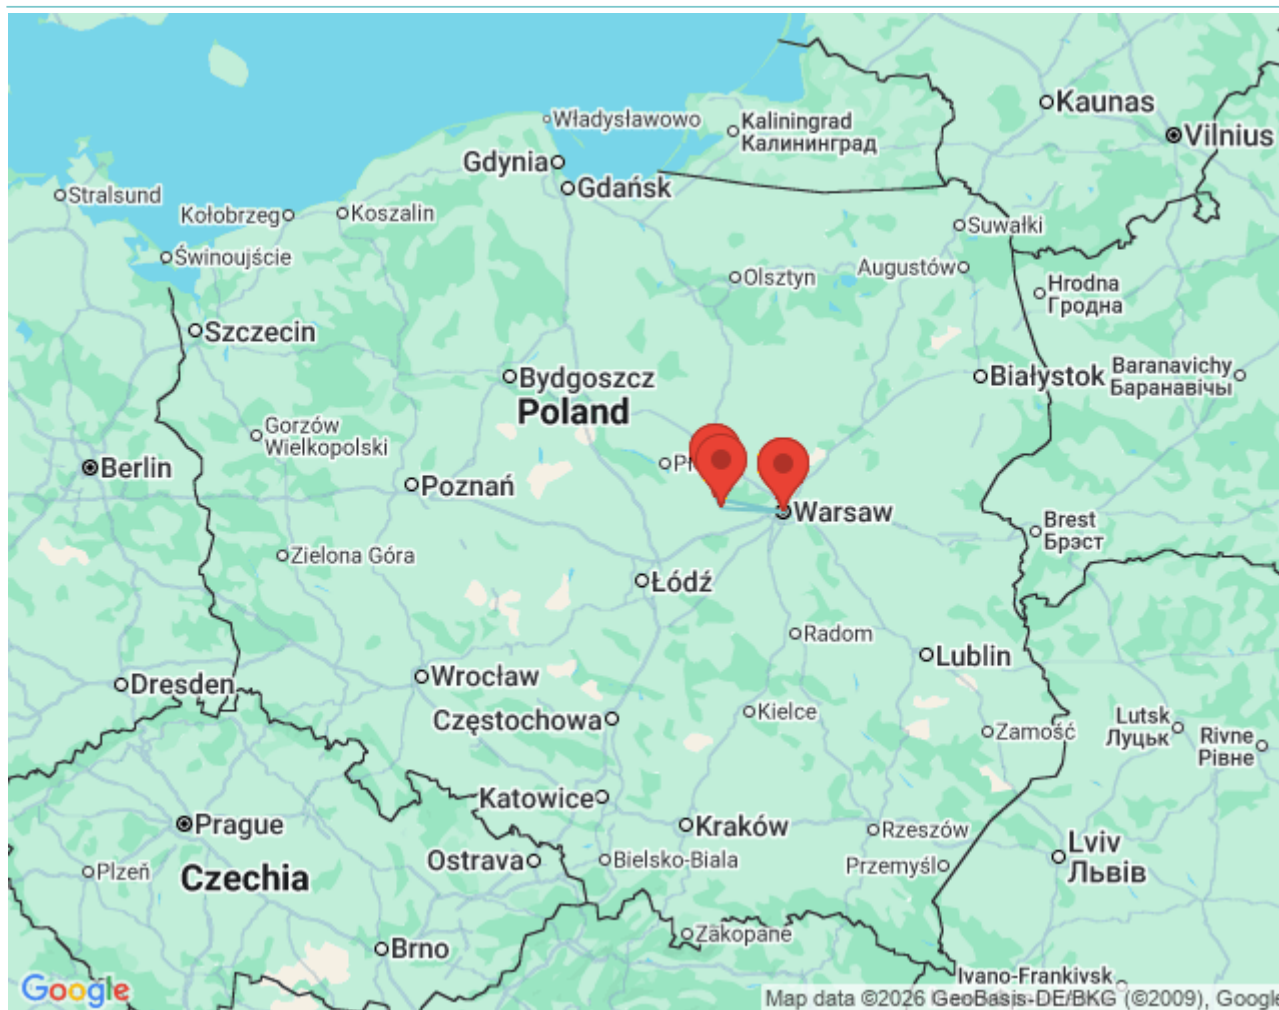 Władysławowo
Kaliningrad
Калининград
Kaunas
Vilnius
Gdynia
Gdańsk
Stralsund
Kołobrzeg
Koszalin
Suwałki
Świnoujście
Augustów
Olsztyn
Hrodna
Гродна
Szczecin
Bydgoszcz
Białystok
Baranavichy
Баранавічы
Poland
Gorzów
Wielkopolski
Berlin
Poznań
Warsaw
Brest
Брэст
Zielona Góra
Łódź
Radom
Lublin
Wrocław
Dresden
Częstochowa
Kielce
Zamość
Lutsk
Луцьк
Rivne
Рівне
Katowice
Prague
Kraków
Rzeszów
Lviv
Львів
Plzeň
Czechia
Ostrava
Bielsko-Biala
Przemyśl
Brno
Zakopane
Ivano-Frankivsk
Google
Map data ©2026 GeoBasis-DE/BKG (©2009), Google